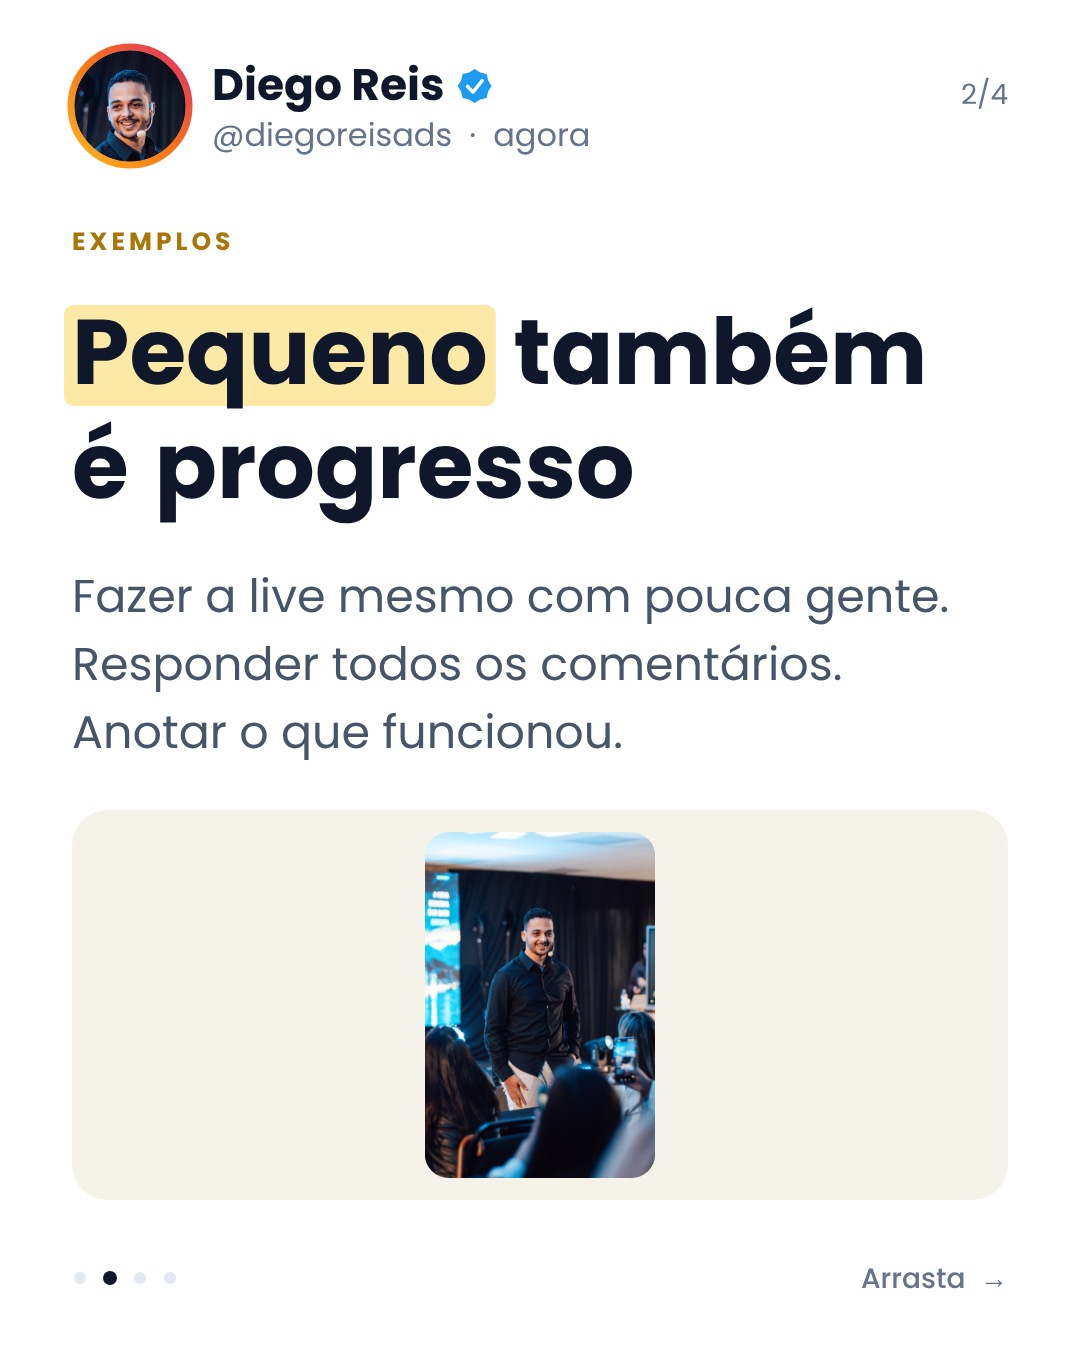 Diego Reis
@diegoreisads · agora
2/4
EXEMPLOS
Pequeno também
é progresso
Fazer a live mesmo com pouca gente.
Responder todos os comentários.
Anotar o que funcionou.
Arrasta →